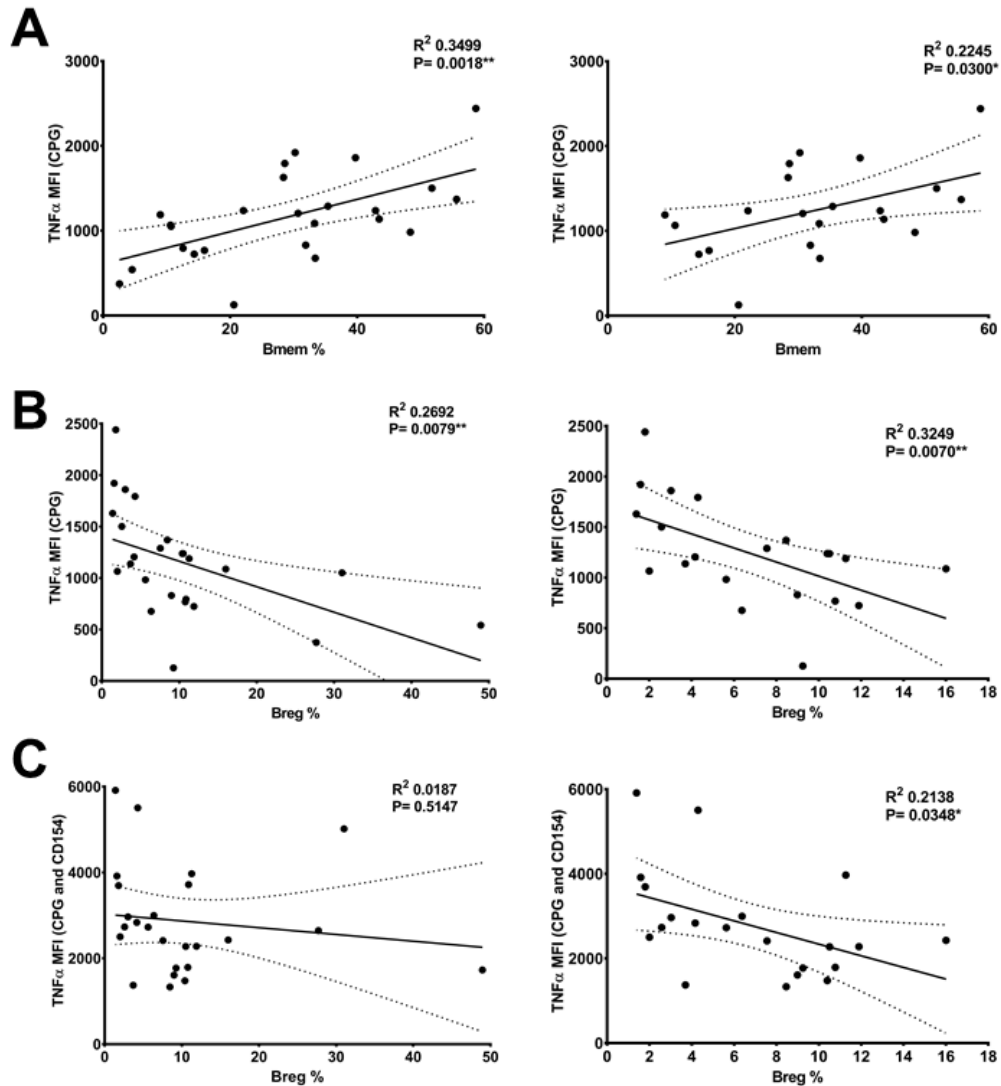 A
R² 0.3499
P= 0.0018**
TNFα MFI (CPG)
3000
2000
1000
0
0 20 40 60
Bmem %
R² 0.2245
P= 0.0300*
TNFα MFI (CPG)
3000
2000
1000
0
0 20 40 60
Bmem
B
R² 0.2692
P= 0.0079**
TNFα MFI (CPG)
2500
2000
1500
1000
500
0
0 10 20 30 40 50
Breg %
R² 0.3249
P= 0.0070**
TNFα MFI (CPG)
2500
2000
1500
1000
500
0
0 2 4 6 8 10 12 14 16 18
Breg %
C
R² 0.0187
P= 0.5147
TNFα MFI (CPG and CD154)
6000
4000
2000
0
0 10 20 30 40 50
Breg %
R² 0.2138
P= 0.0348*
TNFα MFI (CPG and CD154)
6000
4000
2000
0
0 2 4 6 8 10 12 14 16 18
Breg %